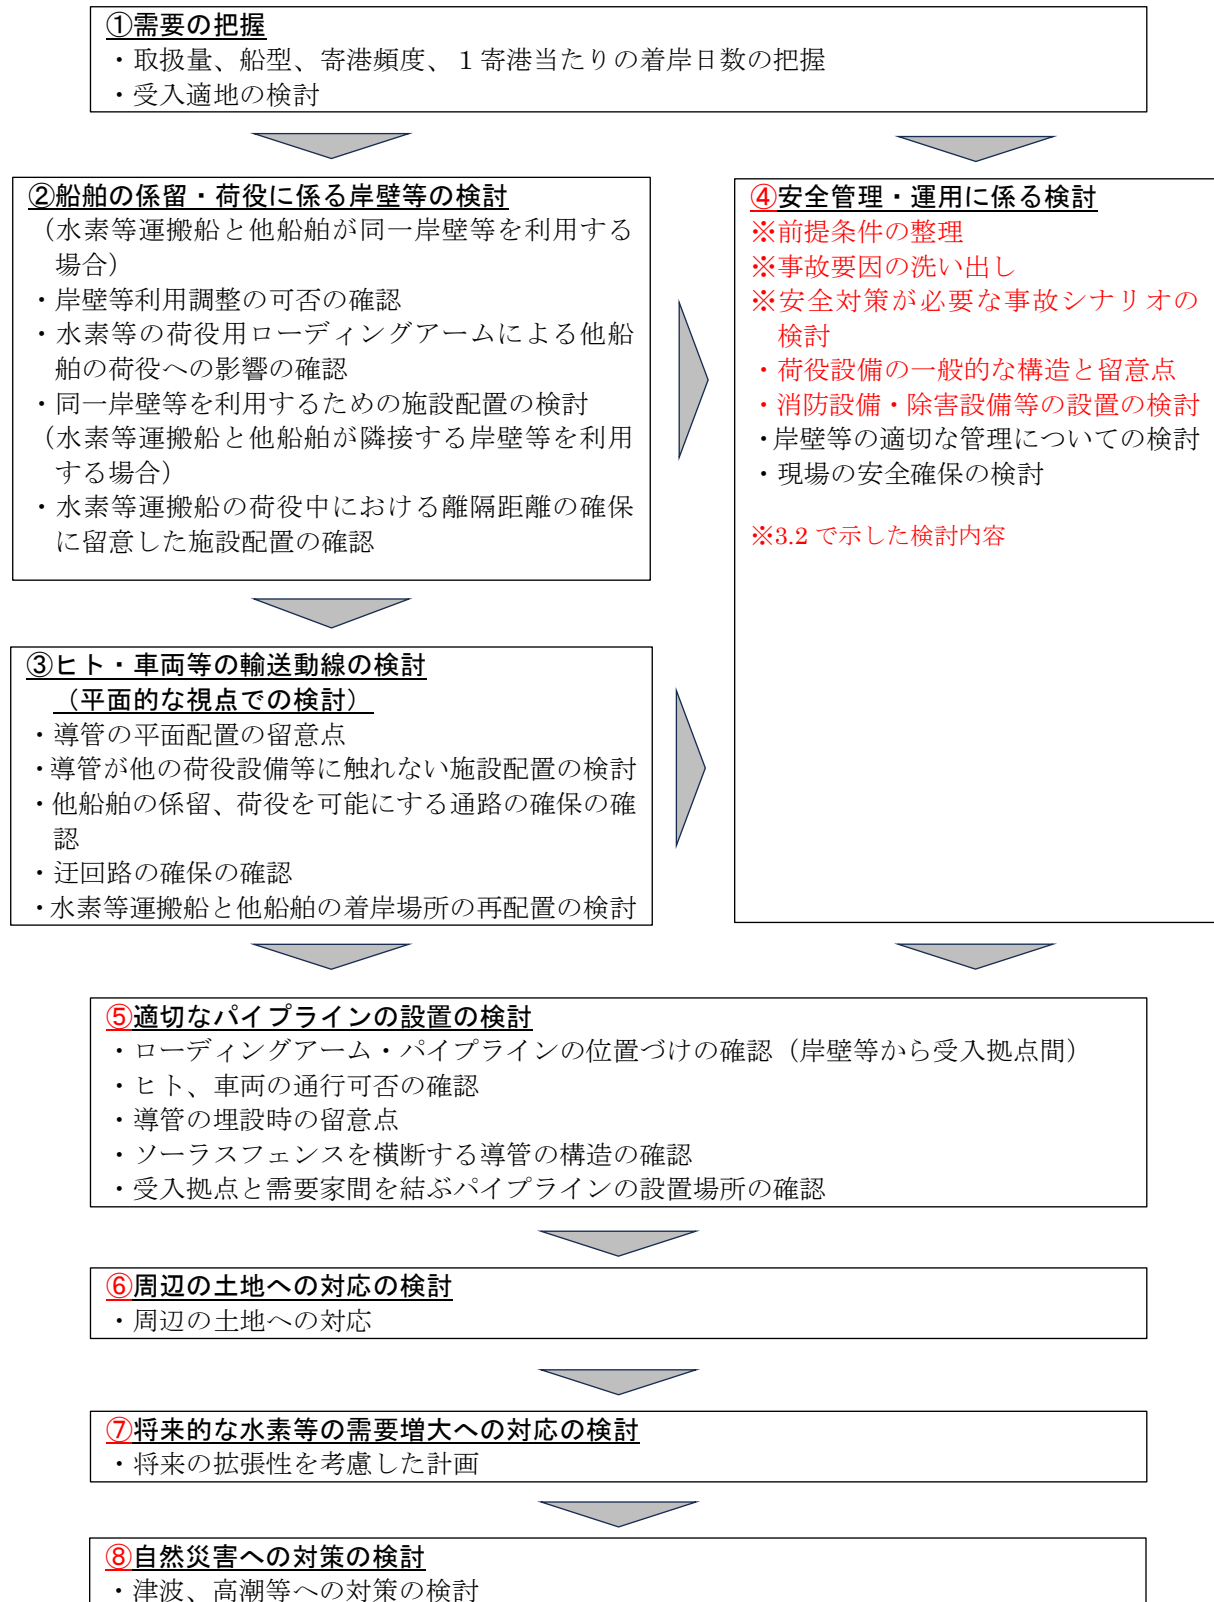 ①需要の把握
・取扱量、船型、寄港頻度、１寄港当たりの着岸日数の把握
・受入適地の検討
②船舶の係留・荷役に係る岸壁等の検討
（水素等運搬船と他船舶が同一岸壁等を利用する
場合）
・岸壁等利用調整の可否の確認
・水素等の荷役用ローディングアームによる他船
舶の荷役への影響の確認
・同一岸壁等を利用するための施設配置の検討
（水素等運搬船と他船舶が隣接する岸壁等を利用
する場合）
・水素等運搬船の荷役中における離隔距離の確保
に留意した施設配置の確認
③ヒト・車両等の輸送動線の検討
（平面的な視点での検討）
・導管の平面配置の留意点
・導管が他の荷役設備等に触れない施設配置の検討
・他船舶の係留、荷役を可能にする通路の確保の確
認
・迂回路の確保の確認
・水素等運搬船と他船舶の着岸場所の再配置の検討
④安全管理・運用に係る検討
※前提条件の整理
※事故要因の洗い出し
※安全対策が必要な事故シナリオの
検討
・荷役設備の一般的な構造と留意点
・消防設備・除害設備等の設置の検討
・岸壁等の適切な管理についての検討
・現場の安全確保の検討
※3.2 で示した検討内容
⑤適切なパイプラインの設置の検討
・ローディングアーム・パイプラインの位置づけの確認（岸壁等から受入拠点間）
・ヒト、車両の通行可否の確認
・導管の埋設時の留意点
・ソーラスフェンスを横断する導管の構造の確認
・受入拠点と需要家間を結ぶパイプラインの設置場所の確認
⑥周辺の土地への対応の検討
・周辺の土地への対応
⑦将来的な水素等の需要増大への対応の検討
・将来の拡張性を考慮した計画
⑧自然災害への対策の検討
・津波、高潮等への対策の検討